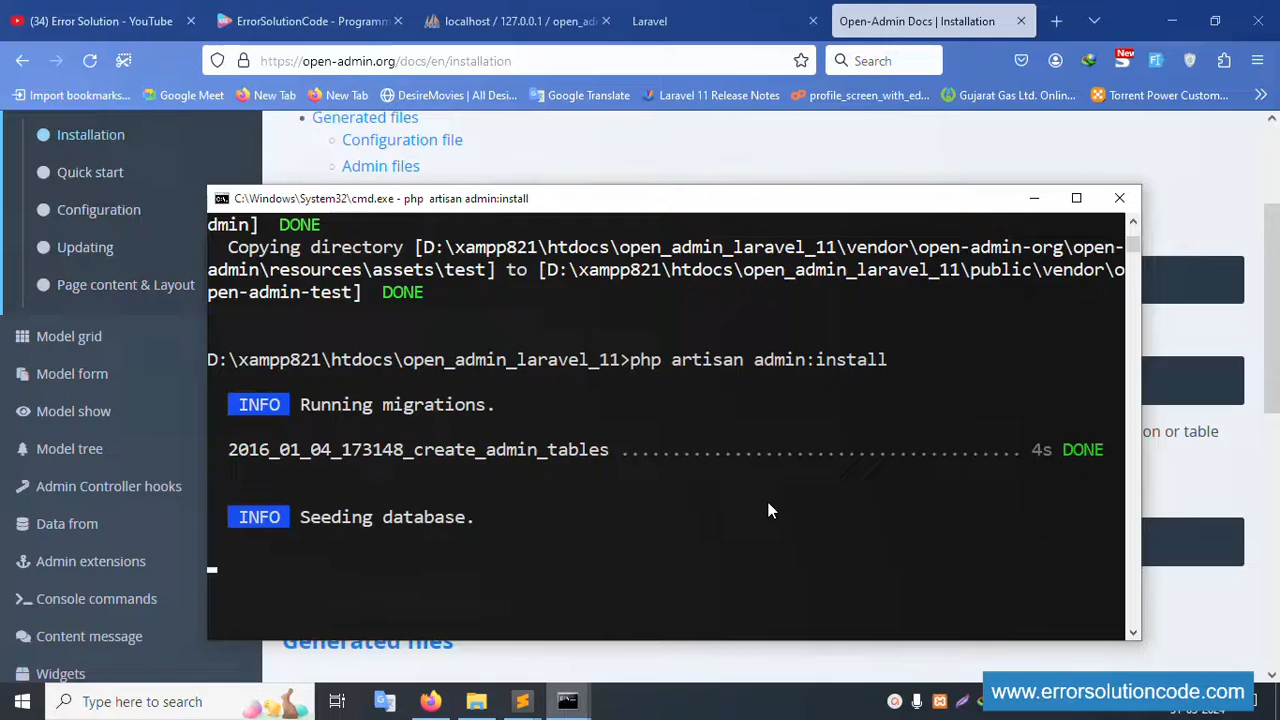 (34) Error Solution - YouTube
ErrorSolutionCode - Programm
localhost / 127.0.0.1 / open_ad
Laravel
Open-Admin Docs | Installation
https://open-admin.org/docs/en/installation
Search
New
Import bookmarks...
Google Meet
New Tab
New Tab
DesireMovies | All Desi...
Google Translate
Laravel 11 Release Notes
profile_screen_with_ed...
Gujarat Gas Ltd. Onlin...
Torrent Power Custom...
Installation
Quick start
Configuration
Updating
Page content & Layout
Model grid
Model form
Model show
Model tree
Admin Controller hooks
Data from
Admin extensions
Console commands
Content message
Widgets
Generated files
Configuration file
Admin files
C:\Windows\System32\cmd.exe - php artisan admin:install
dmin] DONE
Copying directory [D:\xampp821\htdocs\open_admin_laravel_11\vendor\open-admin-org\open-
admin\resources\assets\test] to [D:\xampp821\htdocs\open_admin_laravel_11\public\vendor\o
pen-admin-test] DONE
D:\xampp821\htdocs\open_admin_laravel_11>php artisan admin:install
INFO Running migrations.
2016_01_04_173148_create_admin_tables ....................................... 4s DONE
INFO Seeding database.
on or table
Generated files
Type here to search
www.errorsolutioncode.com